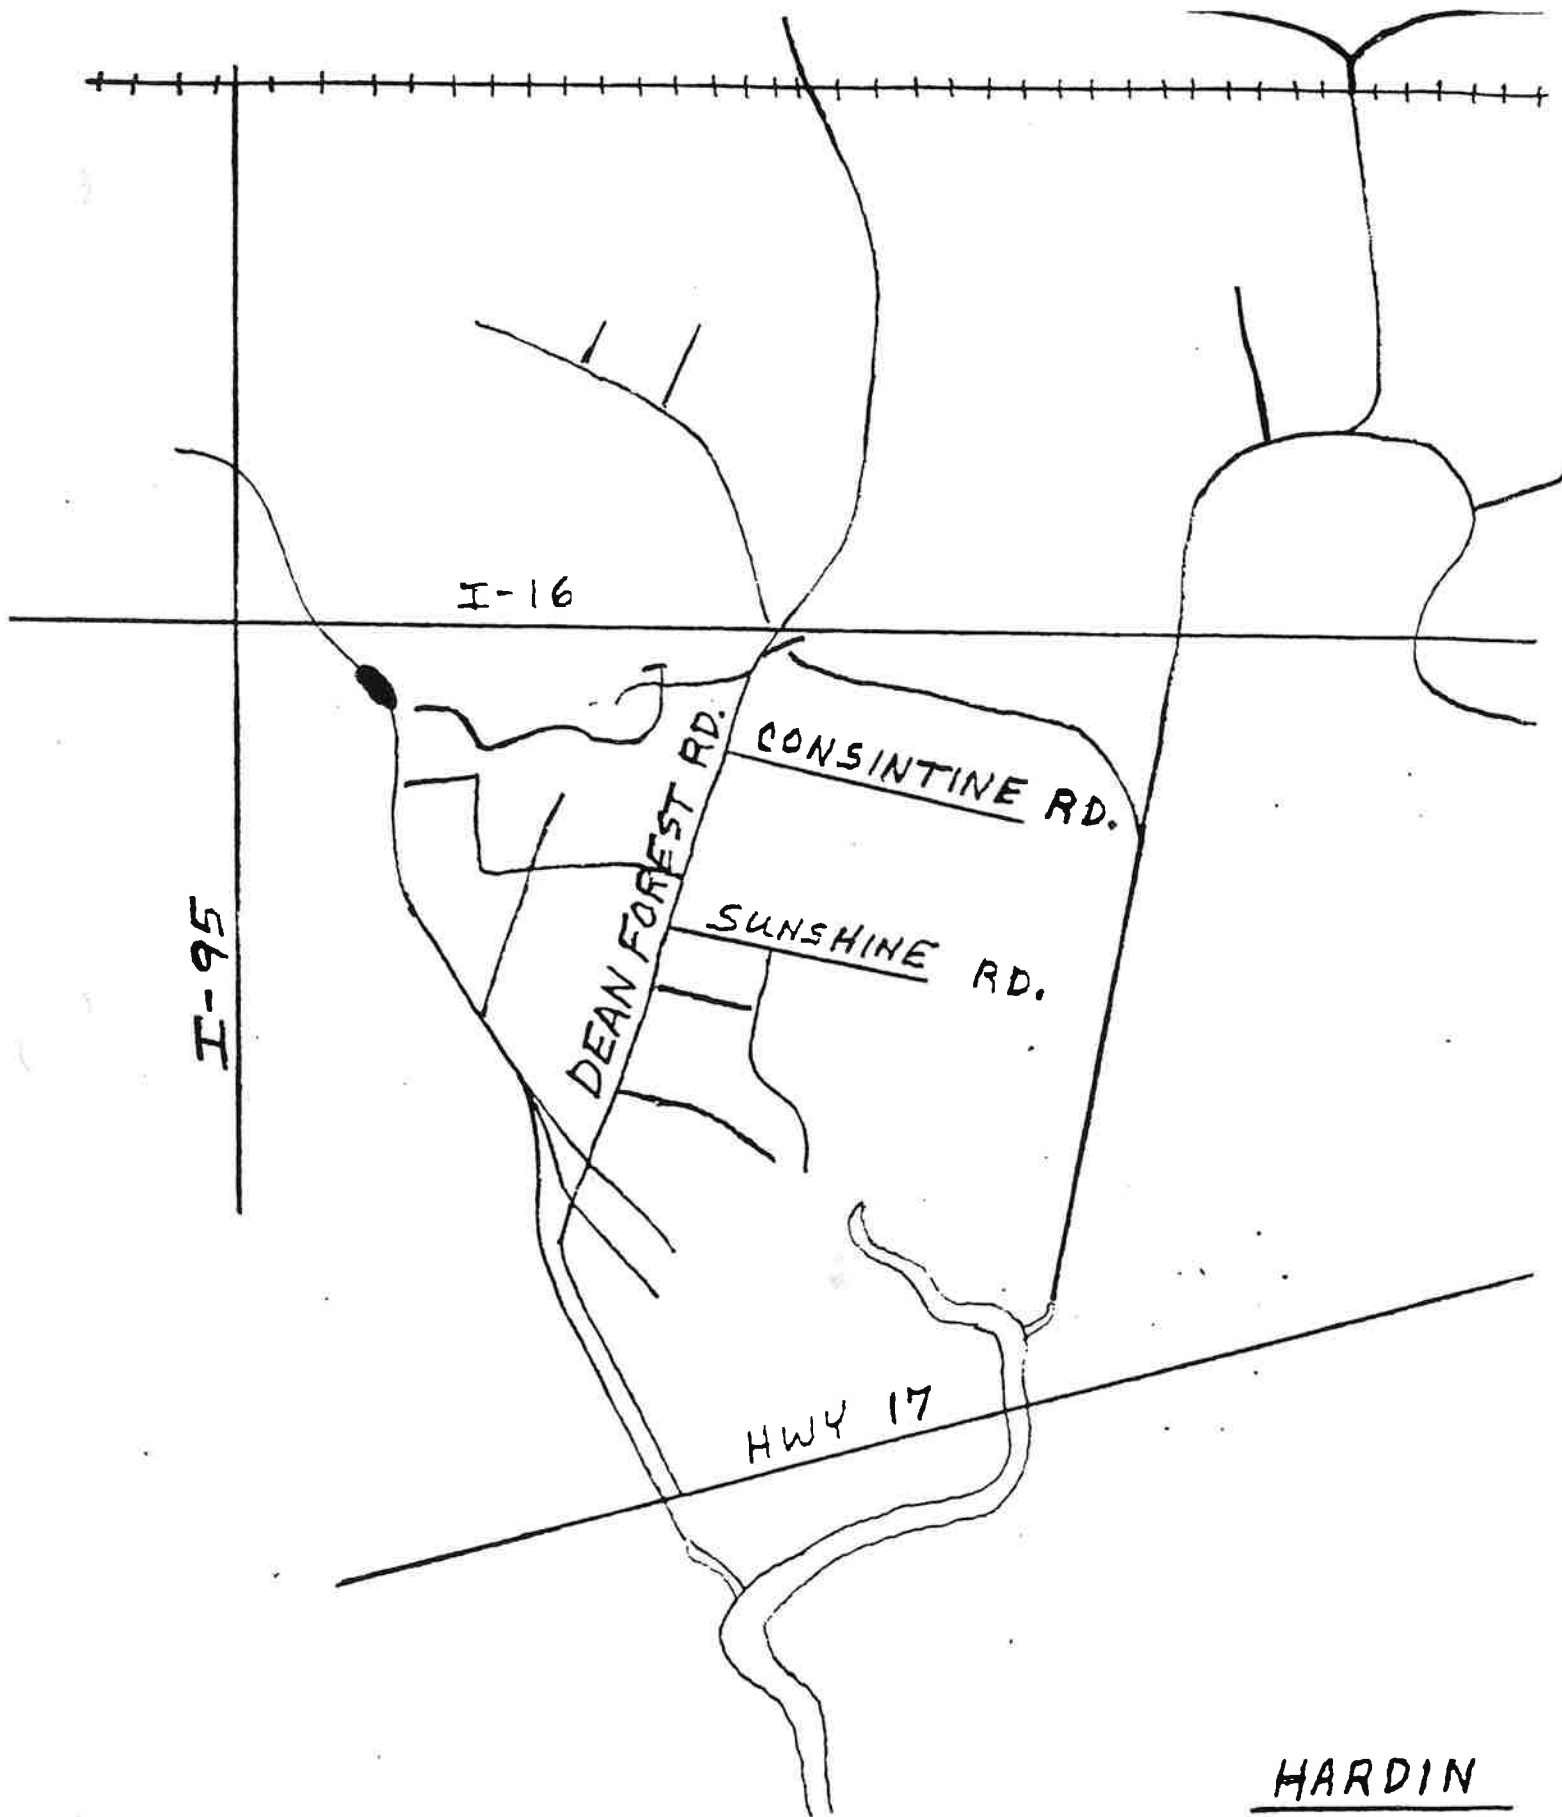 I-16
CONSINTINE RD.
DEAN FOREST RD.
SUNSHINE RD.
I-95
HWY 17
HARDIN